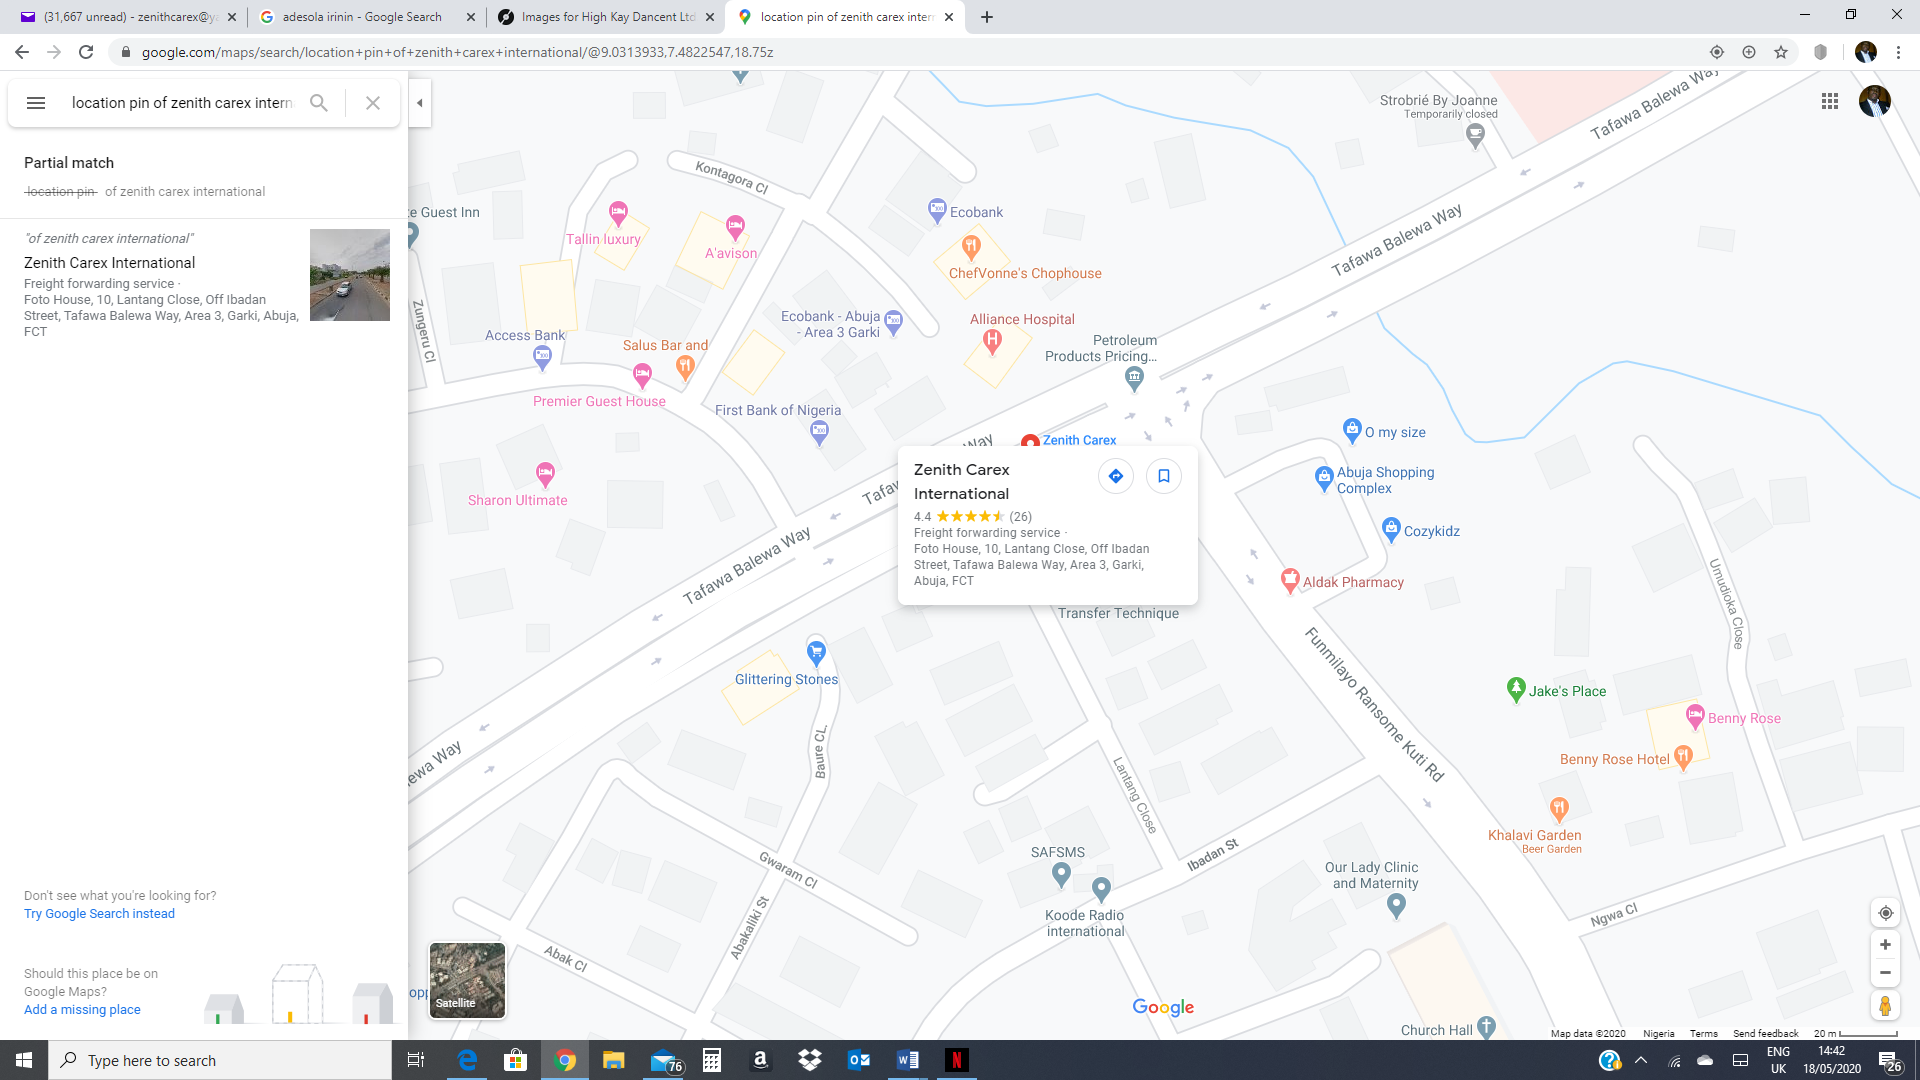 (31,667 unread) - zenithcarex@ya
adesola irinin - Google Search
Images for High Kay Dancent Ltd
location pin of zenith carex intern
google.com/maps/search/location+pin+of+zenith+carex+international/@9.0313933,7.4822547,18.75z
location pin of zenith carex intern
Partial match
location pin of zenith carex international
"of zenith carex international"
Zenith Carex International
Freight forwarding service ·
Foto House, 10, Lantang Close, Off Ibadan
Street, Tafawa Balewa Way, Area 3, Garki, Abuja,
FCT
Don't see what you're looking for?
Try Google Search instead
Should this place be on
Google Maps?
Add a missing place
Strobrié By Joanne
Temporarily closed
Tafawa Balewa Way
Kontagora Cl
te Guest Inn
Tallin luxury
A'avison
Ecobank
ChefVonne's Chophouse
Tafawa Balewa Way
Zungeru Cl
Ecobank - Abuja
- Area 3 Garki
Alliance Hospital
Access Bank
Salus Bar and
Petroleum
Products Pricing...
Premier Guest House
First Bank of Nigeria
O my size
Way
Zenith Carex
Zenith Carex
International
4.4 (26)
Freight forwarding service ·
Foto House, 10, Lantang Close, Off Ibadan
Street, Tafawa Balewa Way, Area 3, Garki,
Abuja, FCT
Abuja Shopping
Complex
Sharon Ultimate
Tafa
Cozykidz
Tafawa Balewa Way
Aldak Pharmacy
Umudioka Close
Transfer Technique
Glittering Stones
Funmilayo Ransome Kuti Rd
Jake's Place
Benny Rose
Benny Rose Hotel
ewa Way
Baure CL.
Lantang Close
Khalavi Garden
Beer Garden
SAFSMS
Ibadan St
Gwaram Cl
Our Lady Clinic
and Maternity
Koode Radio
international
Ngwa Cl
Abakaliki St
Abak Cl
opp
Satellite
Google
Church Hall
Map data ©2020 Nigeria Terms Send feedback 20 m
Type here to search
76
ENG
UK
14:42
18/05/2020
26